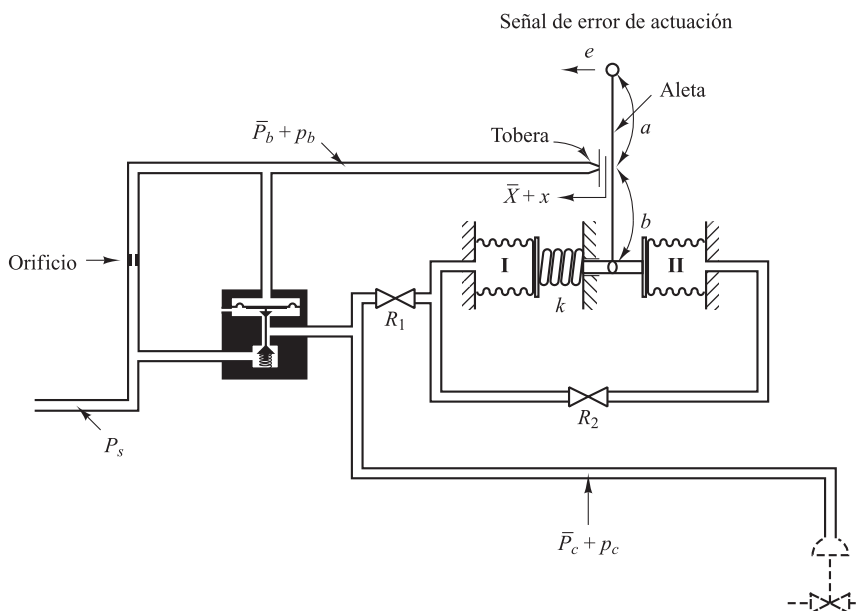 Señal de error de actuación
e
Aleta
a
P̅b + pb
Tobera
X̅ + x
b
Orificio
I
II
k
R1
R2
Ps
P̅c + pc